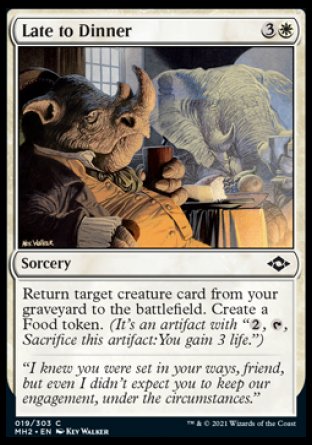 Late to Dinner 3
Sorcery
Return target creature card from your
graveyard to the battlefield. Create a
Food token. (It's an artifact with "2, ,
Sacrifice this artifact:You gain 3 life.")
"I knew you were set in your ways, friend,
but even I didn't expect you to keep our
engagement, under the circumstances."
019/303 C
MH2 • EN Key Walker
™ & © 2021 Wizards of the Coast